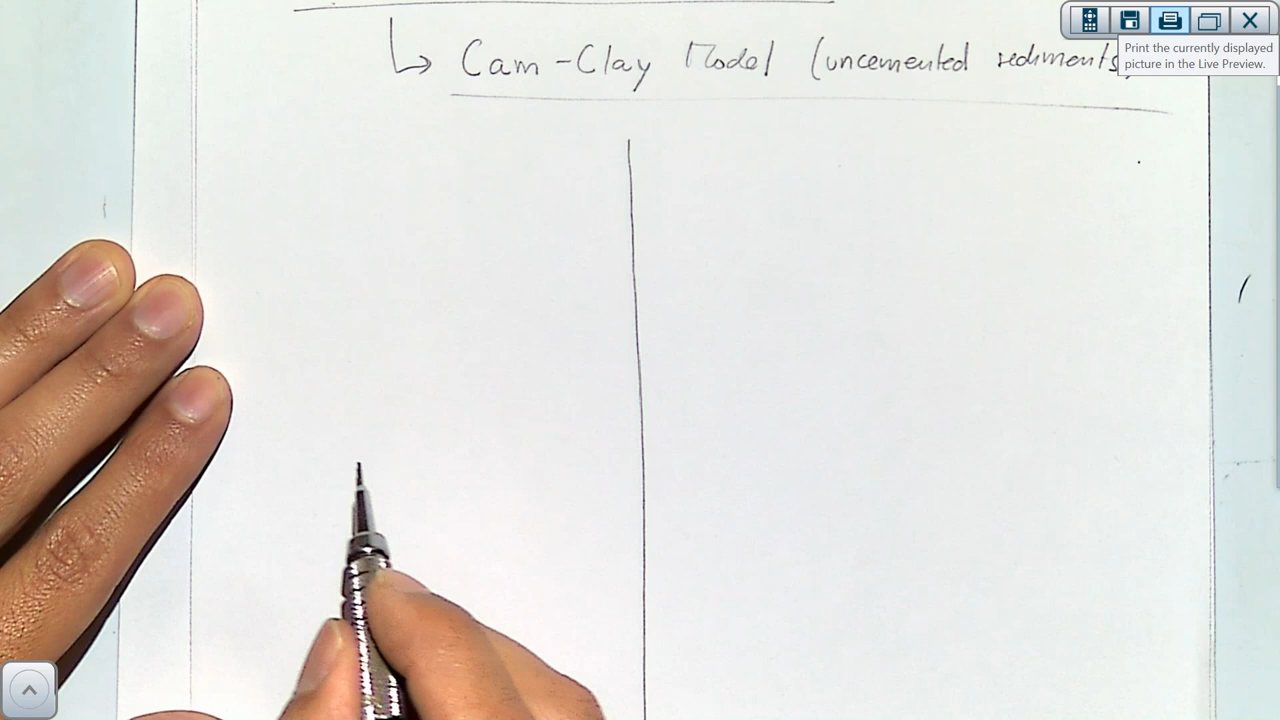 Cam-Clay Model (uncemented sediments)
Print the currently displayed
picture in the Live Preview.